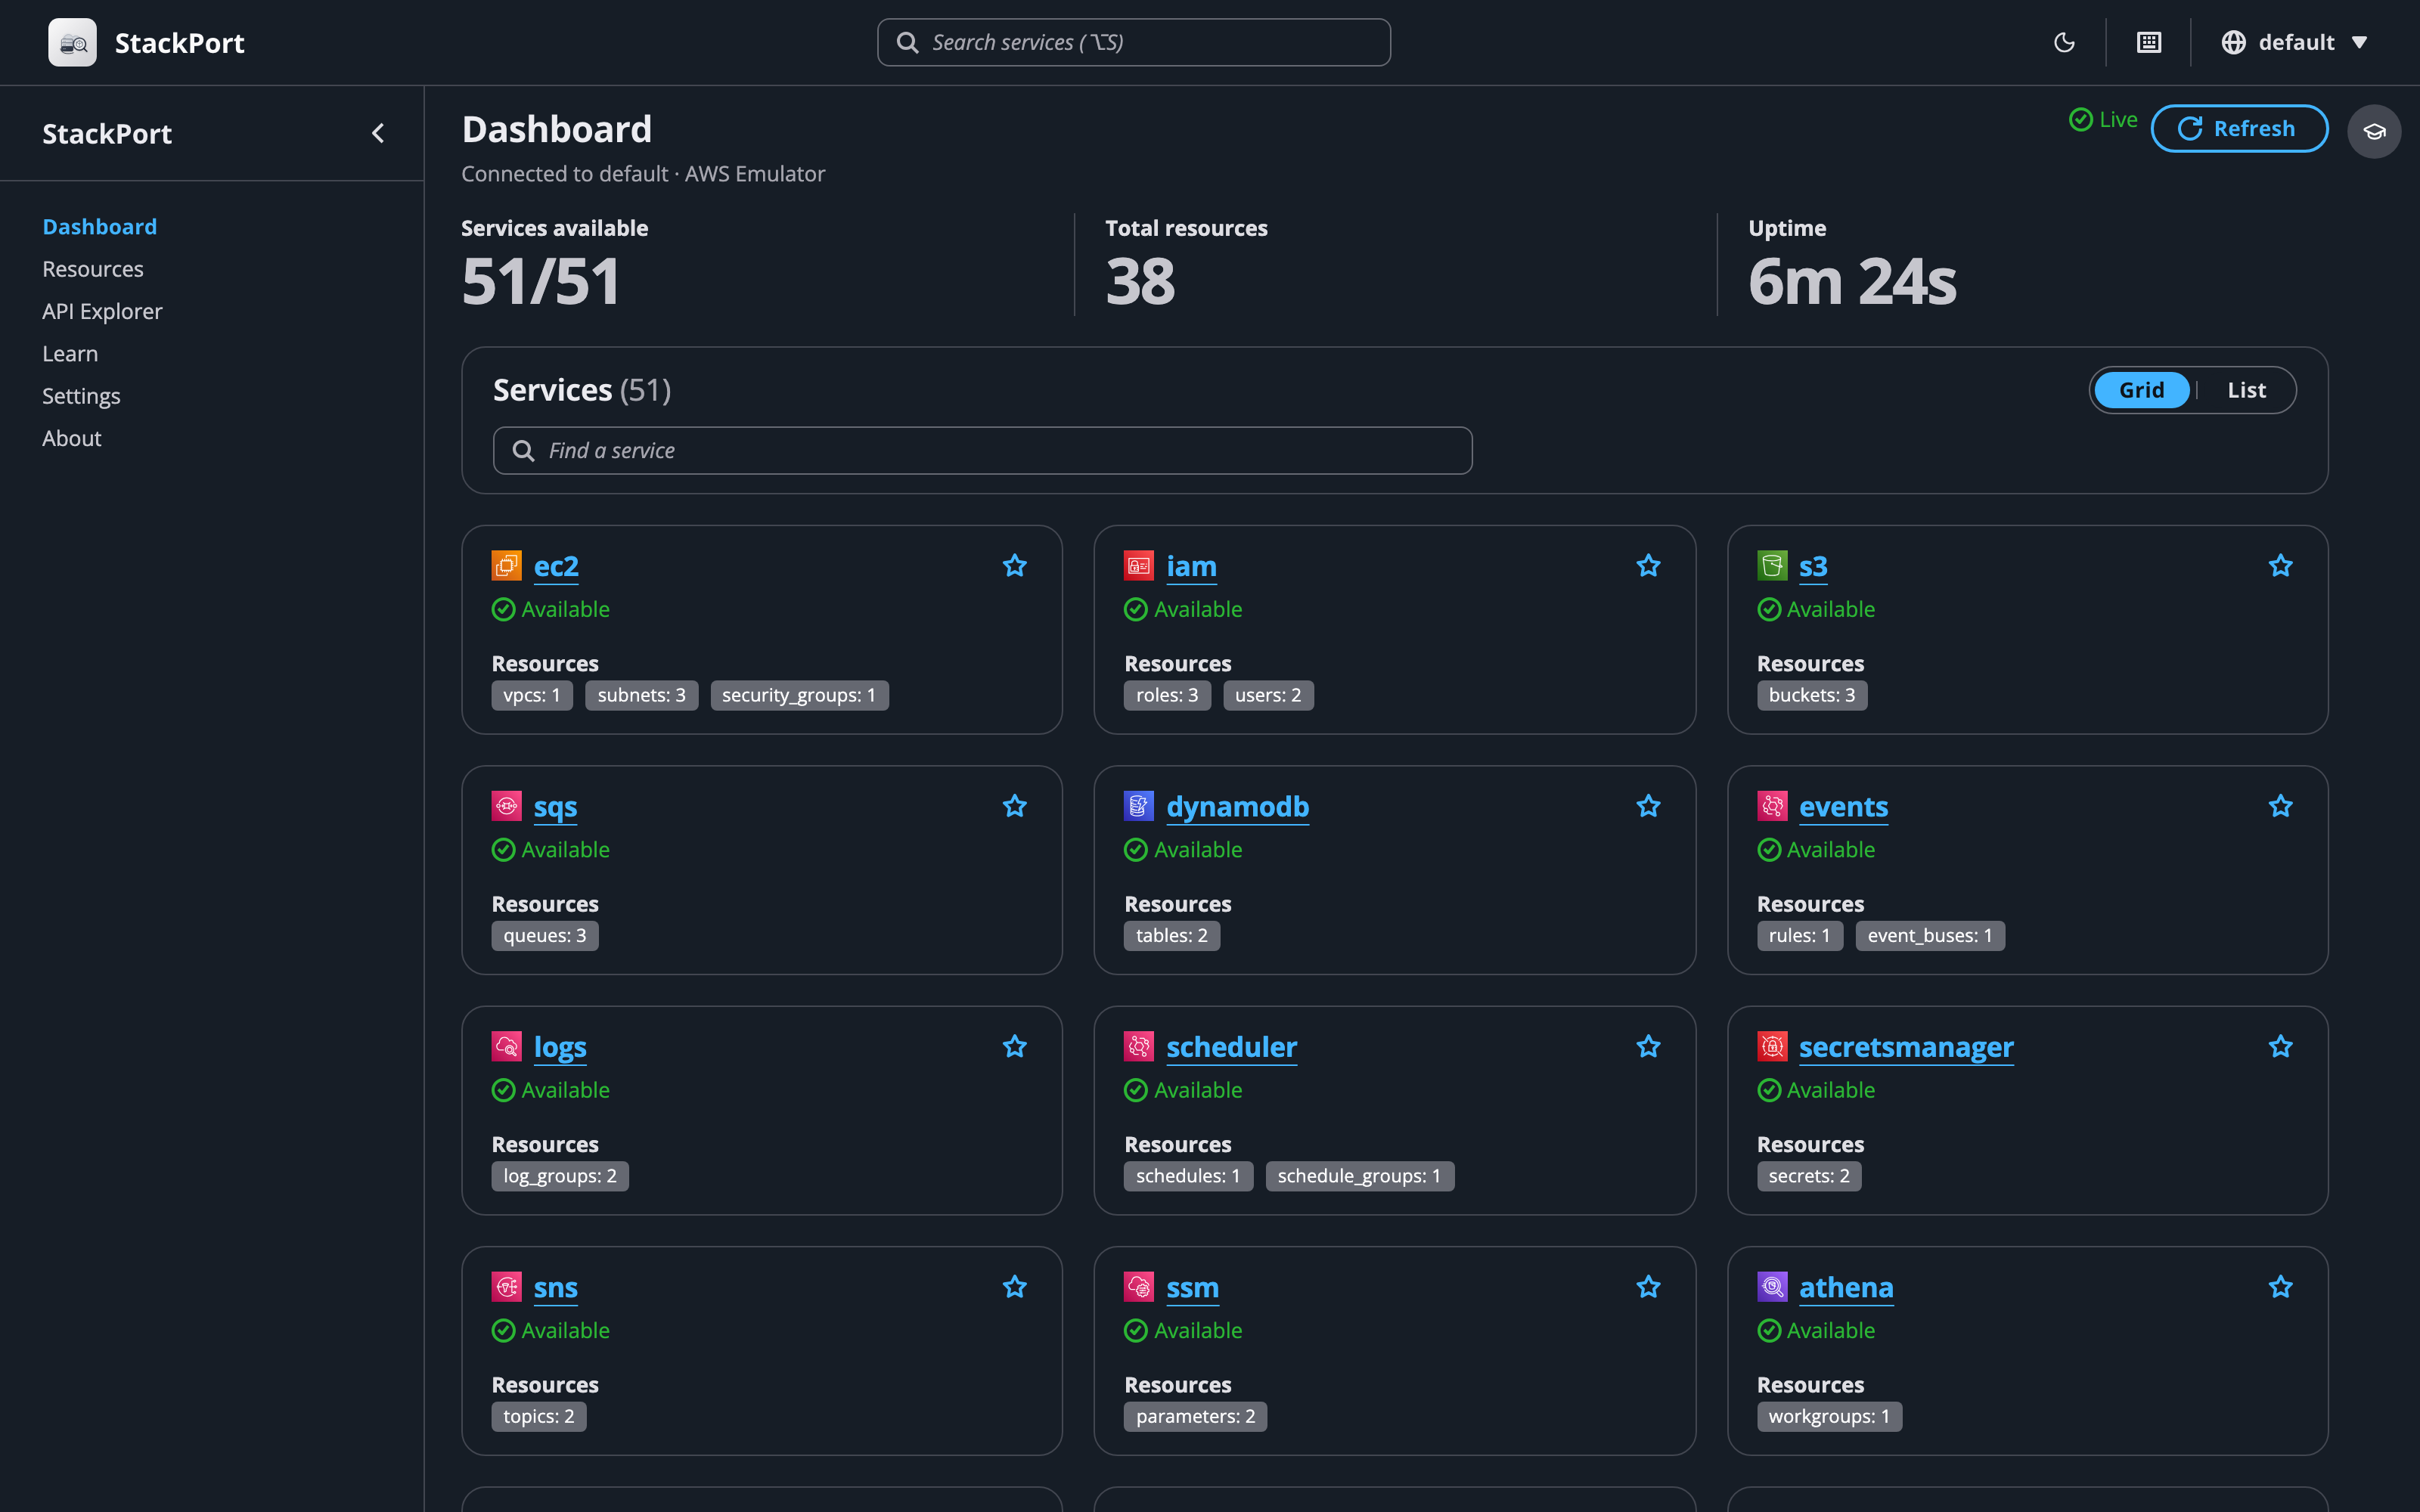 StackPort
Search services (⌥S)
default
StackPort
Dashboard
Resources
API Explorer
Learn
Settings
About
Dashboard
Connected to default · AWS Emulator
Live
Refresh
Services available
51/51
Total resources
38
Uptime
6m 24s
Services (51)
Grid
List
Find a service
ec2
Available
Resources
vpcs: 1 subnets: 3 security_groups: 1
iam
Available
Resources
roles: 3 users: 2
s3
Available
Resources
buckets: 3
sqs
Available
Resources
queues: 3
dynamodb
Available
Resources
tables: 2
events
Available
Resources
rules: 1 event_buses: 1
logs
Available
Resources
log_groups: 2
scheduler
Available
Resources
schedules: 1 schedule_groups: 1
secretsmanager
Available
Resources
secrets: 2
sns
Available
Resources
topics: 2
ssm
Available
Resources
parameters: 2
athena
Available
Resources
workgroups: 1